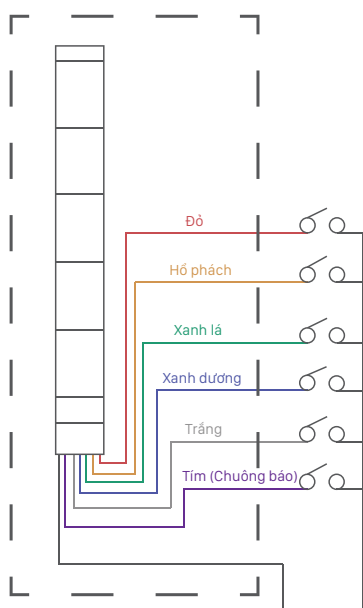 Đỏ
Hổ phách
Xanh lá
Xanh dương
Trắng
Tím (Chuông báo)